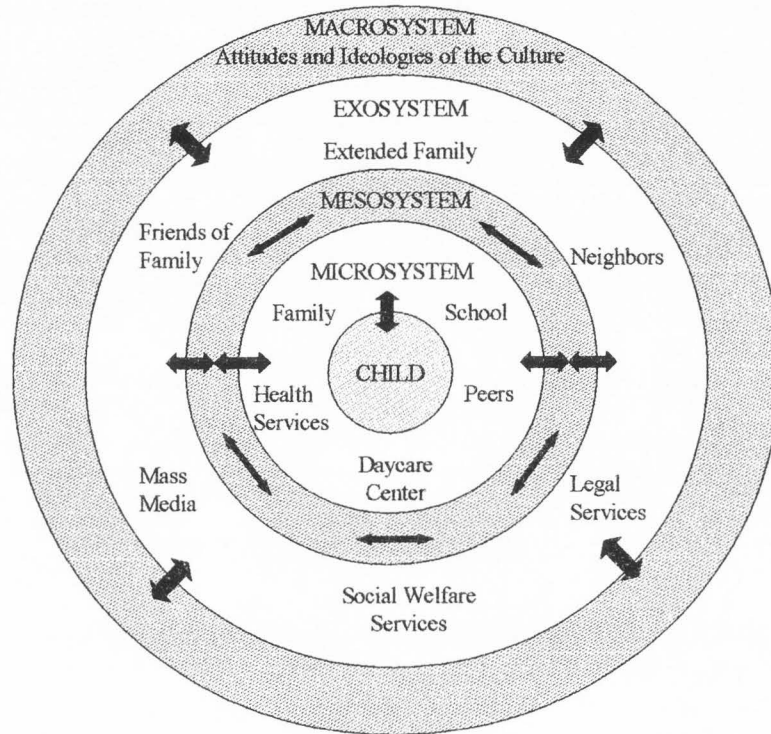 MACROSYSTEM
Attitudes and Ideologies of the Culture
EXOSYSTEM
Extended Family
MESOSYSTEM
Friends of
Family
Neighbors
MICROSYSTEM
Family
School
CHILD
Health
Services
Peers
Daycare
Center
Mass
Media
Legal
Services
Social Welfare
Services